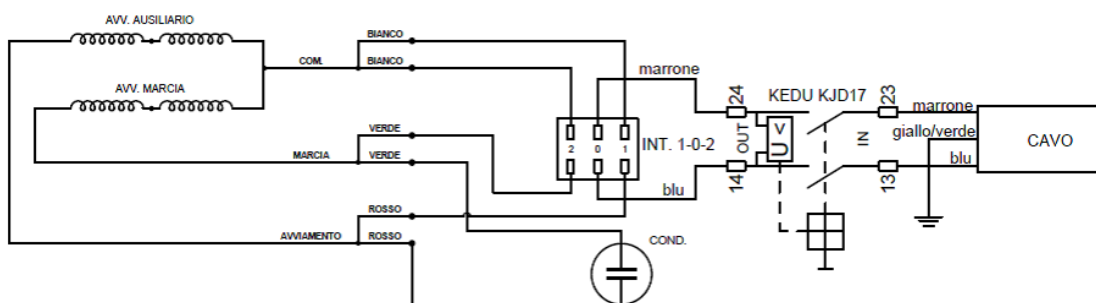 AVV. AUSILIARIO
BIANCO
COM.
BIANCO
AVV. MARCIA
VERDE
MARCIA
VERDE
ROSSO
AVVIAMENTO
ROSSO
COND.
marrone
2 0 1
INT. 1-0-2
blu
24
OUT
14
V
U
KEDU KJD17
IN
23
13
marrone
giallo/verde
blu
CAVO